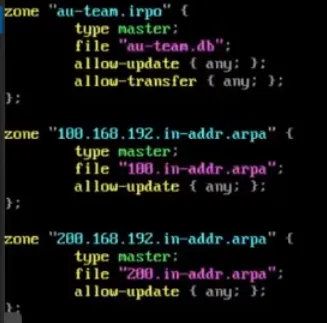 zone "au-team.irpo" {
type master;
file "au-team.db";
allow-update { any; };
allow-transfer { any; };
};
zone "100.168.192.in-addr.arpa" {
type master;
file "100.in-addr.arpa";
allow-update { any; };
};
zone "200.168.192.in-addr.arpa" {
type master;
file "200.in-addr.arpa";
allow-update { any; };
};